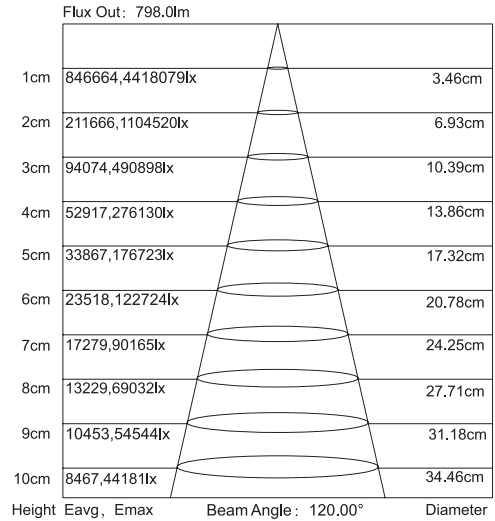 Flux Out: 798.0lm
1cm 846664,4418079lx 3.46cm
2cm 211666,1104520lx 6.93cm
3cm 94074,490898lx 10.39cm
4cm 52917,276130lx 13.86cm
5cm 33867,176723lx 17.32cm
6cm 23518,122724lx 20.78cm
7cm 17279,90165lx 24.25cm
8cm 13229,69032lx 27.71cm
9cm 10453,54544lx 31.18cm
10cm 8467,44181lx 34.46cm
Height Eavg, Emax Beam Angle: 120.00° Diameter